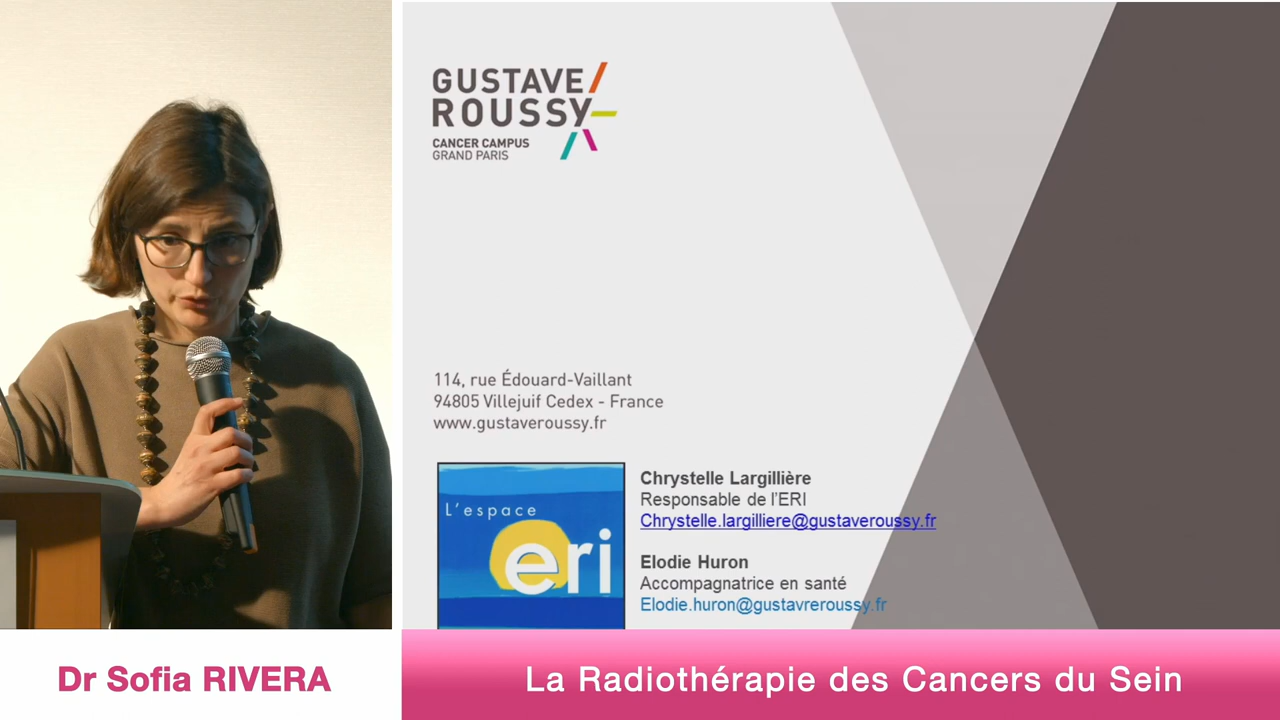 GUSTAVE
ROUSSY
CANCER CAMPUS
GRAND PARIS
114, rue Édouard-Vaillant
94805 Villejuif Cedex - France
www.gustaveroussy.fr
L'espace
eri
Chrystelle Largillière
Responsable de l'ERI
Chrystelle.largilliere@gustaveroussy.fr
Elodie Huron
Accompagnatrice en santé
Elodie.huron@gustavreroussy.fr
Dr Sofia RIVERA
La Radiothérapie des Cancers du Sein